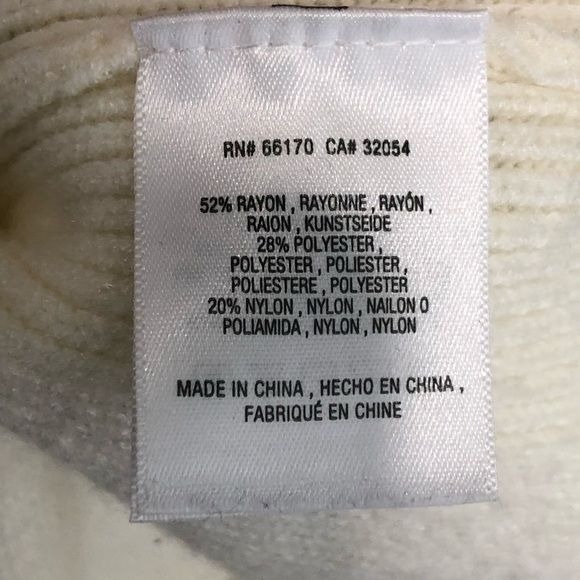 RN# 66170 CA# 32054
52% RAYON , RAYONNE , RAYÓN ,
RAION , KUNSTSEIDE
28% POLYESTER ,
POLYESTER , POLIESTER ,
POLIESTERE , POLYESTER
20% NYLON , NYLON , NAILON O
POLIAMIDA , NYLON , NYLON
MADE IN CHINA , HECHO EN CHINA ,
FABRIQUÉ EN CHINE